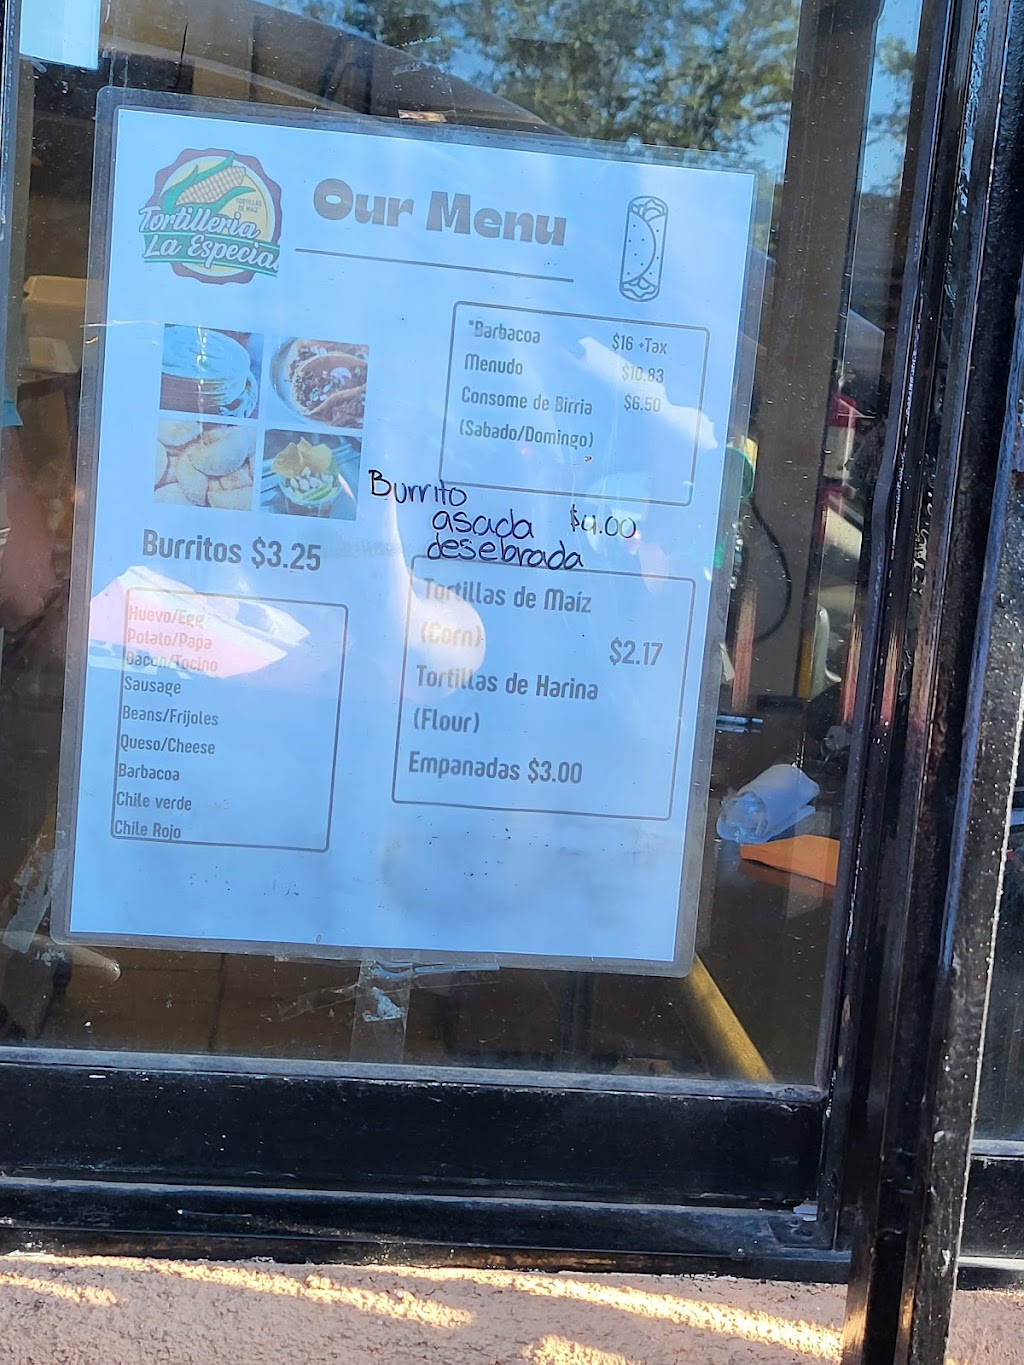 TORTILLAS
DE MAIZ
Tortilleria
La Especial
Our Menu
*Barbacoa $16 +Tax
Menudo $10.83
Consome de Birria $6.50
(Sabado/Domingo)
Burrito
asada $9.00
desebrada
Burritos $3.25
Huevo/Egg
Potato/Papa
Bacon/Tocino
Sausage
Beans/Frijoles
Queso/Cheese
Barbacoa
Chile verde
Chile Rojo
Tortillas de Maíz
(Corn)
$2.17
Tortillas de Harina
(Flour)
Empanadas $3.00